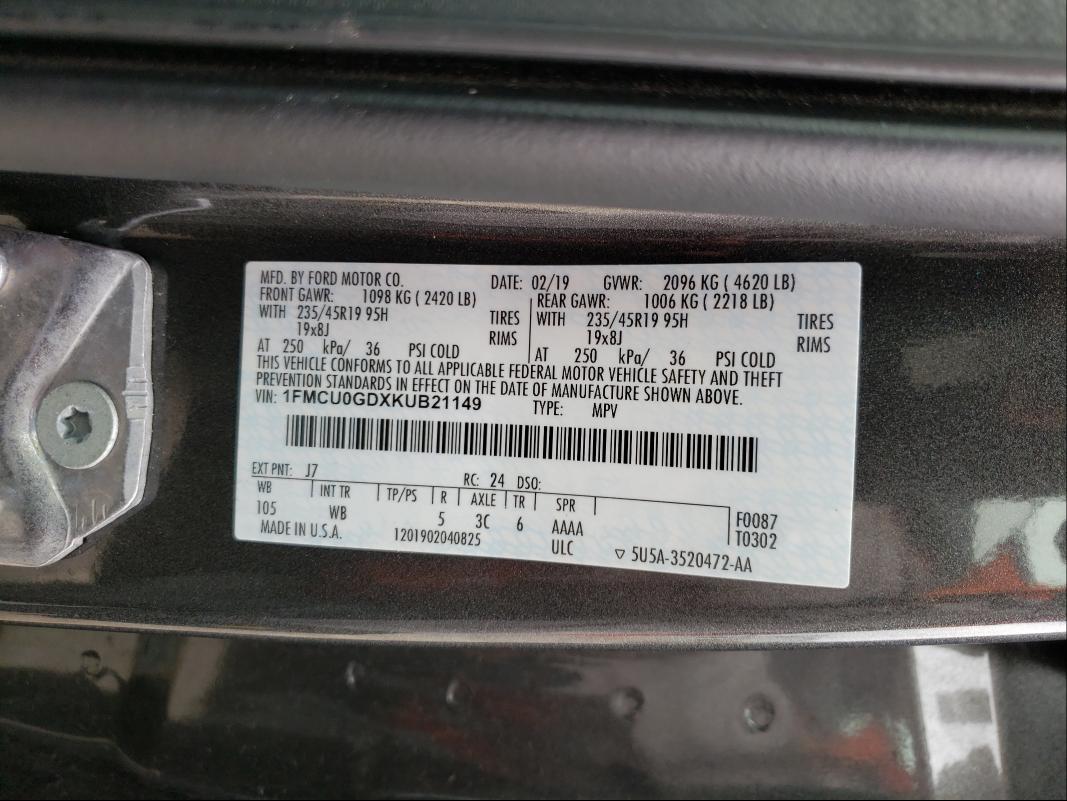 MFD. BY FORD MOTOR CO. DATE: 02/19 GVWR: 2096 KG ( 4620 LB)
FRONT GAWR: 1098 KG ( 2420 LB) REAR GAWR: 1006 KG ( 2218 LB)
WITH 235/45R19 95H TIRES WITH 235/45R19 95H TIRES
19x8J RIMS 19x8J RIMS
AT 250 kPa/ 36 PSI COLD AT 250 kPa/ 36 PSI COLD
THIS VEHICLE CONFORMS TO ALL APPLICABLE FEDERAL MOTOR VEHICLE SAFETY AND THEFT
PREVENTION STANDARDS IN EFFECT ON THE DATE OF MANUFACTURE SHOWN ABOVE.
VIN: 1FMCU0GDXKUB21149 TYPE: MPV
EXT PNT: J7 RC: 24 DSO:
WB INT TR TP/PS R AXLE TR SPR
105 WB 5 3C 6 AAAA F0087
ULC T0302
MADE IN U.S.A. 1201902040825 ▽ 5U5A-3520472-AA